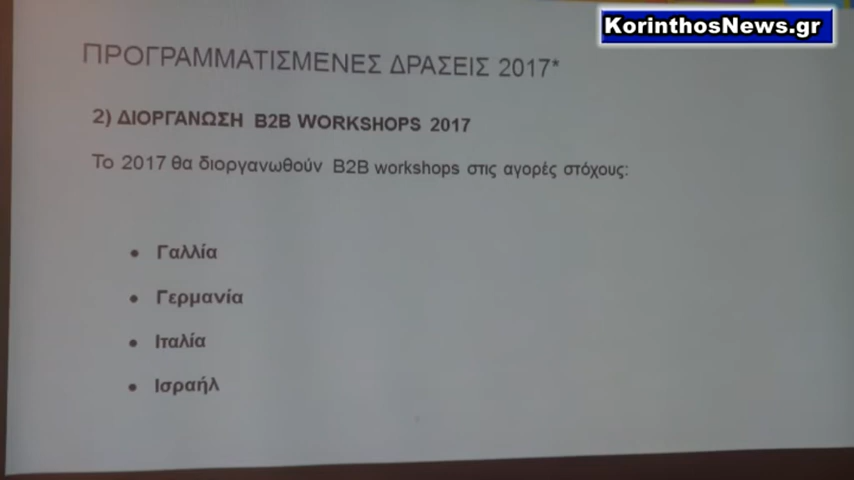 KorinthosNews.gr
ΠΡΟΓΡΑΜΜΑΤΙΣΜΕΝΕΣ ΔΡΑΣΕΙΣ 2017*
2) ΔΙΟΡΓΑΝΩΣΗ B2B WORKSHOPS 2017
Το 2017 θα διοργανωθούν B2B workshops στις αγορές στόχους:
• Γαλλία
• Γερμανία
• Ιταλία
• Ισραήλ